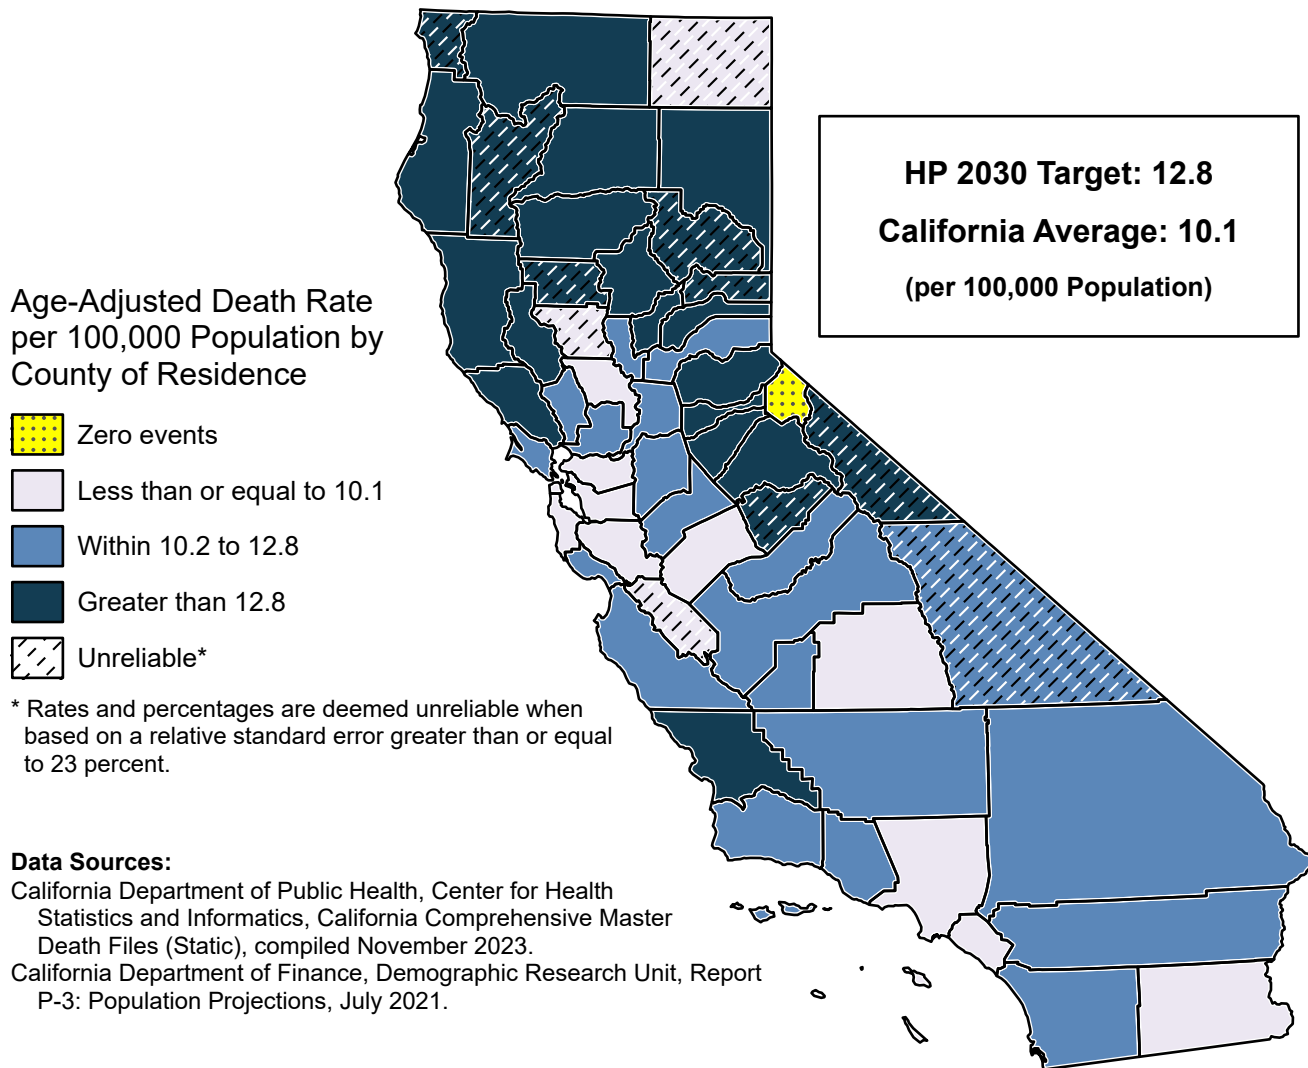 HP 2030 Target: 12.8
California Average: 10.1
(per 100,000 Population)
Age-Adjusted Death Rate
per 100,000 Population by
County of Residence
Zero events
Less than or equal to 10.1
Within 10.2 to 12.8
Greater than 12.8
Unreliable*
* Rates and percentages are deemed unreliable when
based on a relative standard error greater than or equal
to 23 percent.
Data Sources:
California Department of Public Health, Center for Health
Statistics and Informatics, California Comprehensive Master
Death Files (Static), compiled November 2023.
California Department of Finance, Demographic Research Unit, Report
P-3: Population Projections, July 2021.